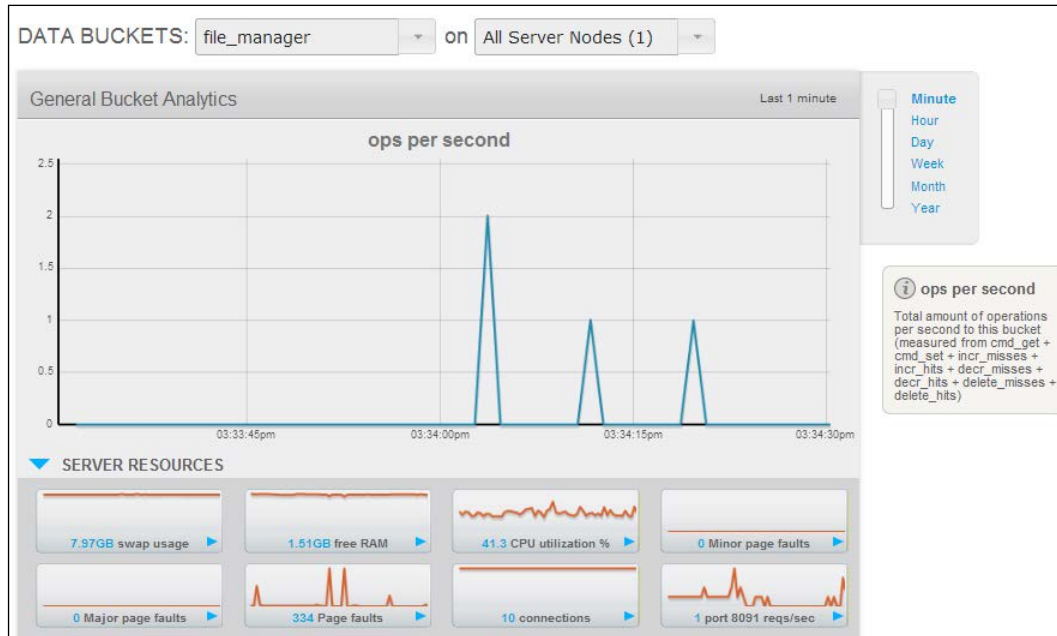 DATA BUCKETS: file_manager on All Server Nodes (1)
General Bucket Analytics Last 1 minute
ops per second
2.5
2
1.5
1
0.5
0
03:33:45pm 03:34:00pm 03:34:15pm 03:34:30pm
Minute
Hour
Day
Week
Month
Year
i ops per second
Total amount of operations
per second to this bucket
(measured from cmd_get +
cmd_set + incr_misses +
incr_hits + decr_misses +
decr_hits + delete_misses +
delete_hits)
SERVER RESOURCES
7.97GB swap usage
1.51GB free RAM
41.3 CPU utilization %
0 Minor page faults
0 Major page faults
334 Page faults
10 connections
1 port 8091 reqs/sec